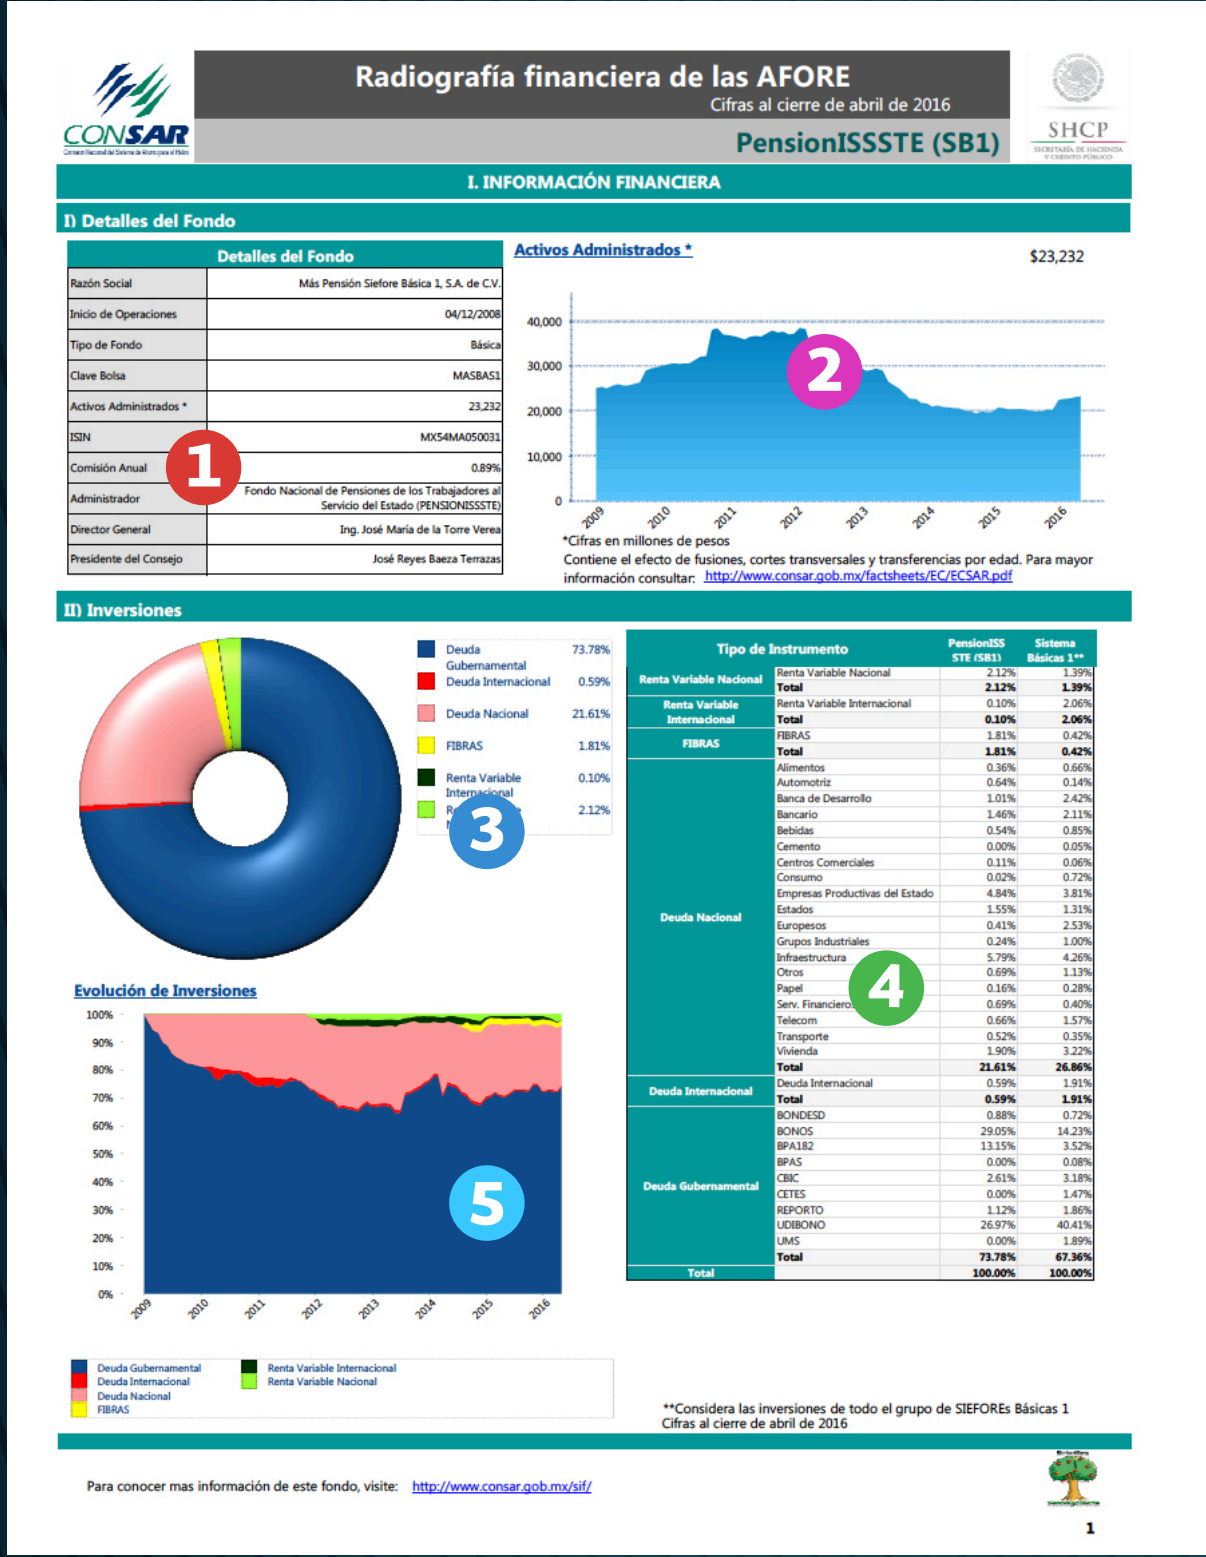 CONSAR
Comisión Nacional del Sistema de Ahorro para el Retiro
Radiografía financiera de las AFORE
Cifras al cierre de abril de 2016
PensionISSSTE (SB1)
SHCP
SECRETARÍA DE HACIENDA
Y CRÉDITO PÚBLICO
I. INFORMACIÓN FINANCIERA
I) Detalles del Fondo
Detalles del Fondo
Razón Social Más Pensión Siefore Básica 1, S.A. de C.V.
Inicio de Operaciones 04/12/2008
Tipo de Fondo Básica
Clave Bolsa MASBAS1
Activos Administrados * 23,232
ISIN MX54MA050031
Comisión Anual 0.89%
1
Administrador Fondo Nacional de Pensiones de los Trabajadores al
Servicio del Estado (PENSIONISSSTE)
Director General Ing. José María de la Torre Verea
Presidente del Consejo José Reyes Baeza Terrazas
Activos Administrados * $23,232
40,000
30,000
20,000
10,000
0
2
2009 2010 2011 2012 2013 2014 2015 2016
*Cifras en millones de pesos
Contiene el efecto de fusiones, cortes transversales y transferencias por edad. Para mayor
información consultar: http://www.consar.gob.mx/factsheets/EC/ECSAR.pdf
II) Inversiones
Deuda 73.78%
Gubernamental
Deuda Internacional 0.59%
Deuda Nacional 21.61%
FIBRAS 1.81%
Renta Variable 0.10%
Internacional
2.12%
3
Tipo de Instrumento PensionISS Sistema
STE (SB1) Básicas 1**
Renta Variable Nacional Renta Variable Nacional 2.12% 1.39%
Total 2.12% 1.39%
Renta Variable Renta Variable Internacional 0.10% 2.06%
Internacional Total 0.10% 2.06%
FIBRAS FIBRAS 1.81% 0.42%
Total 1.81% 0.42%
Deuda Nacional
Alimentos 0.36% 0.66%
Automotriz 0.64% 0.14%
Banca de Desarrollo 1.01% 2.42%
Bancario 1.46% 2.11%
Bebidas 0.54% 0.85%
Cemento 0.00% 0.05%
Centros Comerciales 0.11% 0.06%
Consumo 0.02% 0.72%
Empresas Productivas del Estado 4.84% 3.81%
Estados 1.55% 1.31%
Europesos 0.41% 2.53%
Grupos Industriales 0.24% 1.00%
Infraestructura 5.79% 4.26%
Otros 0.69% 1.13%
Papel 0.16% 0.28%
Serv. Financieros 0.69% 0.40%
Telecom 0.66% 1.57%
Transporte 0.52% 0.35%
Vivienda 1.90% 3.22%
Total 21.61% 26.86%
4
Deuda Internacional Deuda Internacional 0.59% 1.91%
Total 0.59% 1.91%
Deuda Gubernamental
BONDESD 0.88% 0.72%
BONOS 29.05% 14.23%
BPA182 13.15% 3.52%
BPAS 0.00% 0.08%
CBIC 2.61% 3.18%
CETES 0.00% 1.47%
REPORTO 1.12% 1.86%
UDIBONO 26.97% 40.41%
UMS 0.00% 1.89%
Total 73.78% 67.36%
Total 100.00% 100.00%
Evolución de Inversiones
100%
90%
80%
70%
60%
50%
40%
30%
20%
10%
0%
5
2009 2010 2011 2012 2013 2014 2015 2016
Deuda Gubernamental Renta Variable Internacional
Deuda Internacional Renta Variable Nacional
Deuda Nacional
FIBRAS
**Considera las inversiones de todo el grupo de SIEFOREs Básicas 1
Cifras al cierre de abril de 2016
Para conocer mas información de este fondo, visite: http://www.consar.gob.mx/sif/
1